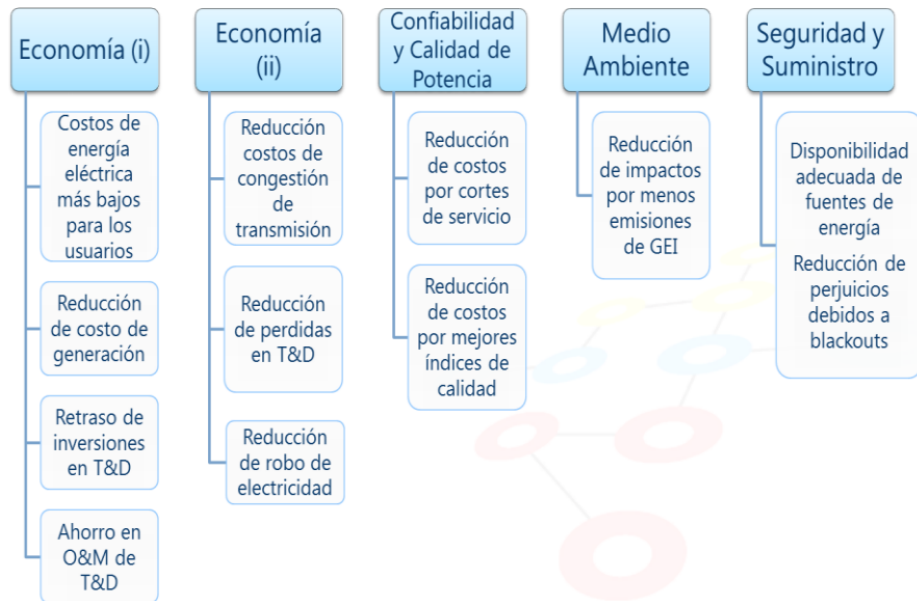 Economía (i)
Costos de
energía
eléctrica
más bajos
para los
usuarios
Reducción
de costo de
generación
Retraso de
inversiones
en T&D
Ahorro en
O&M de
T&D
Economía
(ii)
Reducción
costos de
congestión
de
transmisión
Reducción
de perdidas
en T&D
Reducción
de robo de
electricidad
Confiabilidad
y Calidad de
Potencia
Reducción
de costos
por cortes
de servicio
Reducción
de costos
por mejores
índices de
calidad
Medio
Ambiente
Reducción
de impactos
por menos
emisiones
de GEI
Seguridad y
Suministro
Disponibilidad
adecuada de
fuentes de
energía
Reducción de
perjuicios
debidos a
blackouts